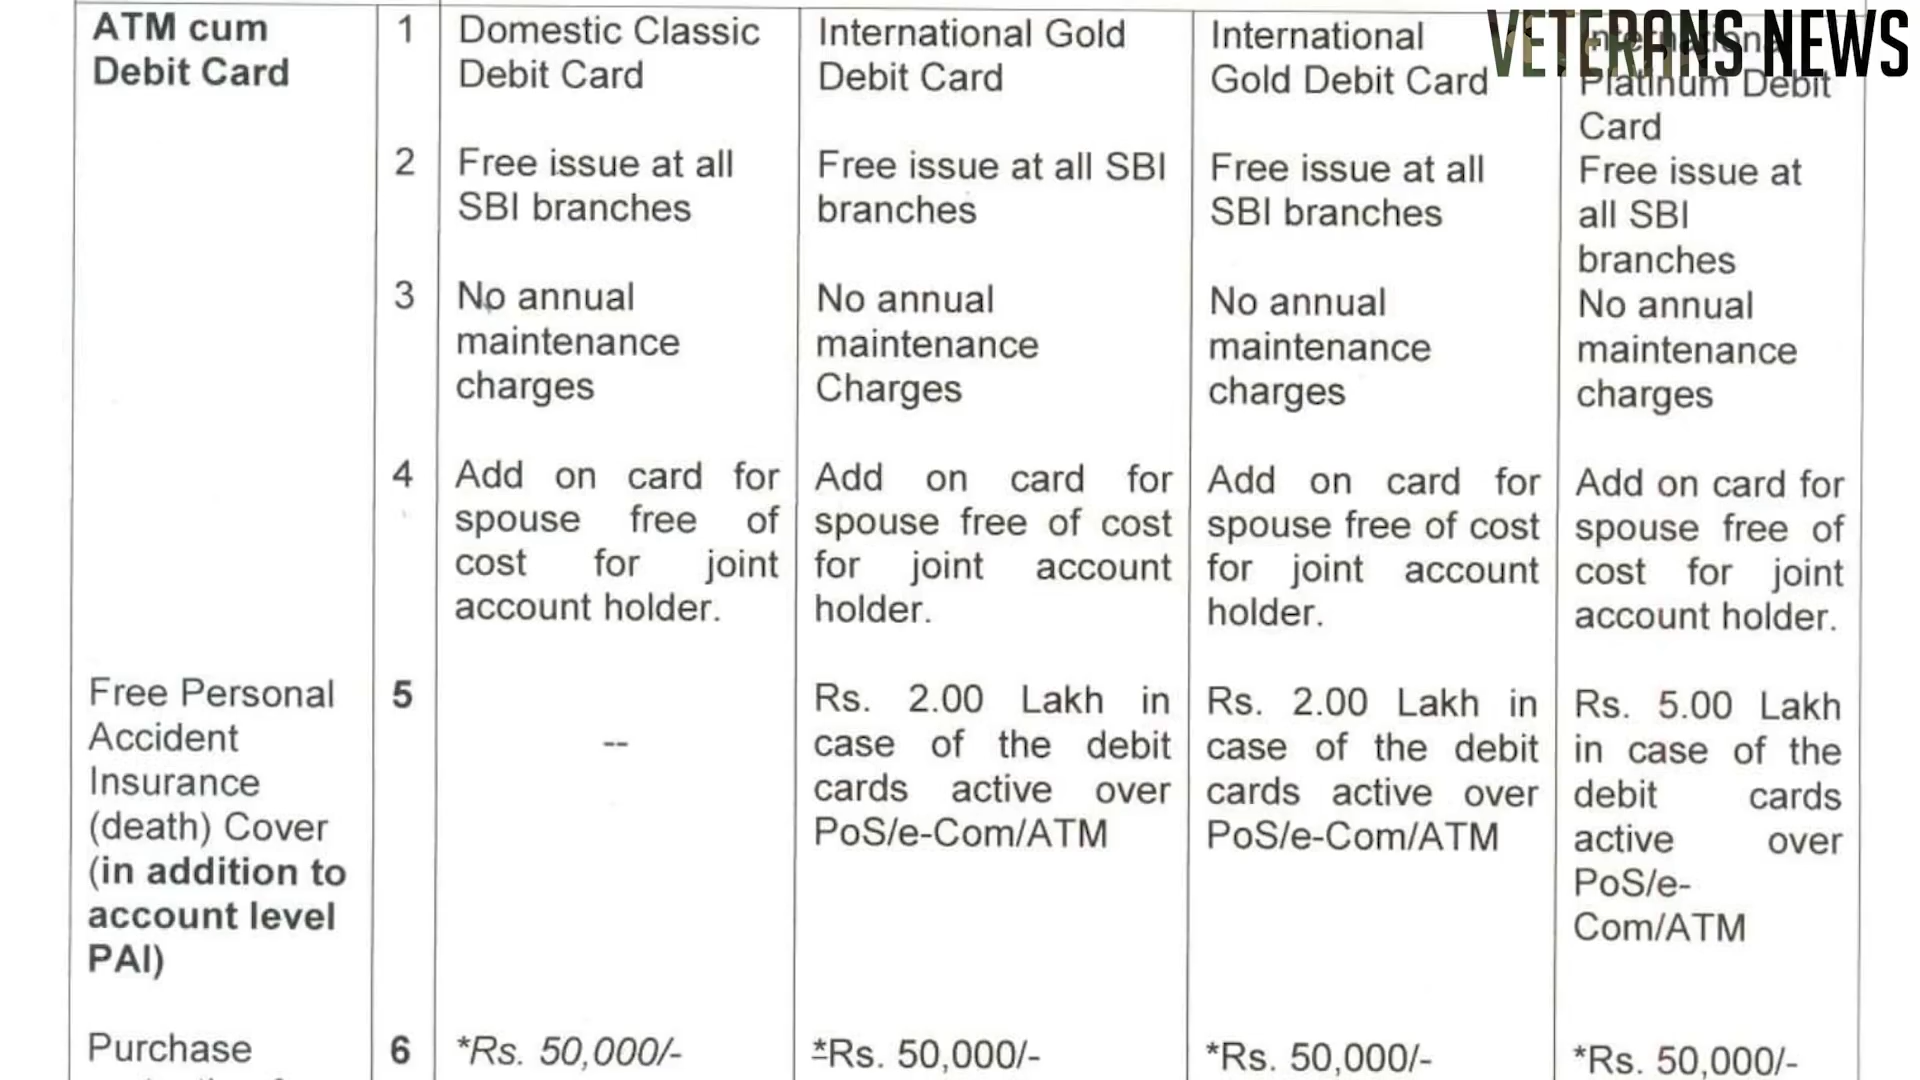 VETERANS NEWS
ATM cum
Debit Card
1
Domestic Classic
Debit Card
International Gold
Debit Card
International
Gold Debit Card
International
Platinum Debit
Card
2
Free issue at all
SBI branches
Free issue at all SBI
branches
Free issue at all
SBI branches
Free issue at
all SBI
branches
3
No annual
maintenance
charges
No annual
maintenance
Charges
No annual
maintenance
charges
No annual
maintenance
charges
4
Add on card for
spouse free of
cost for joint
account holder.
Add on card for
spouse free of cost
for joint account
holder.
Add on card for
spouse free of cost
for joint account
holder.
Add on card for
spouse free of
cost for joint
account holder.
Free Personal
Accident
Insurance
(death) Cover
(in addition to
account level
PAI)
5
--
Rs. 2.00 Lakh in
case of the debit
cards active over
PoS/e-Com/ATM
Rs. 2.00 Lakh in
case of the debit
cards active over
PoS/e-Com/ATM
Rs. 5.00 Lakh
in case of the
debit cards
active over
PoS/e-
Com/ATM
Purchase
6
*Rs. 50,000/-
*Rs. 50,000/-
*Rs. 50,000/-
*Rs. 50,000/-